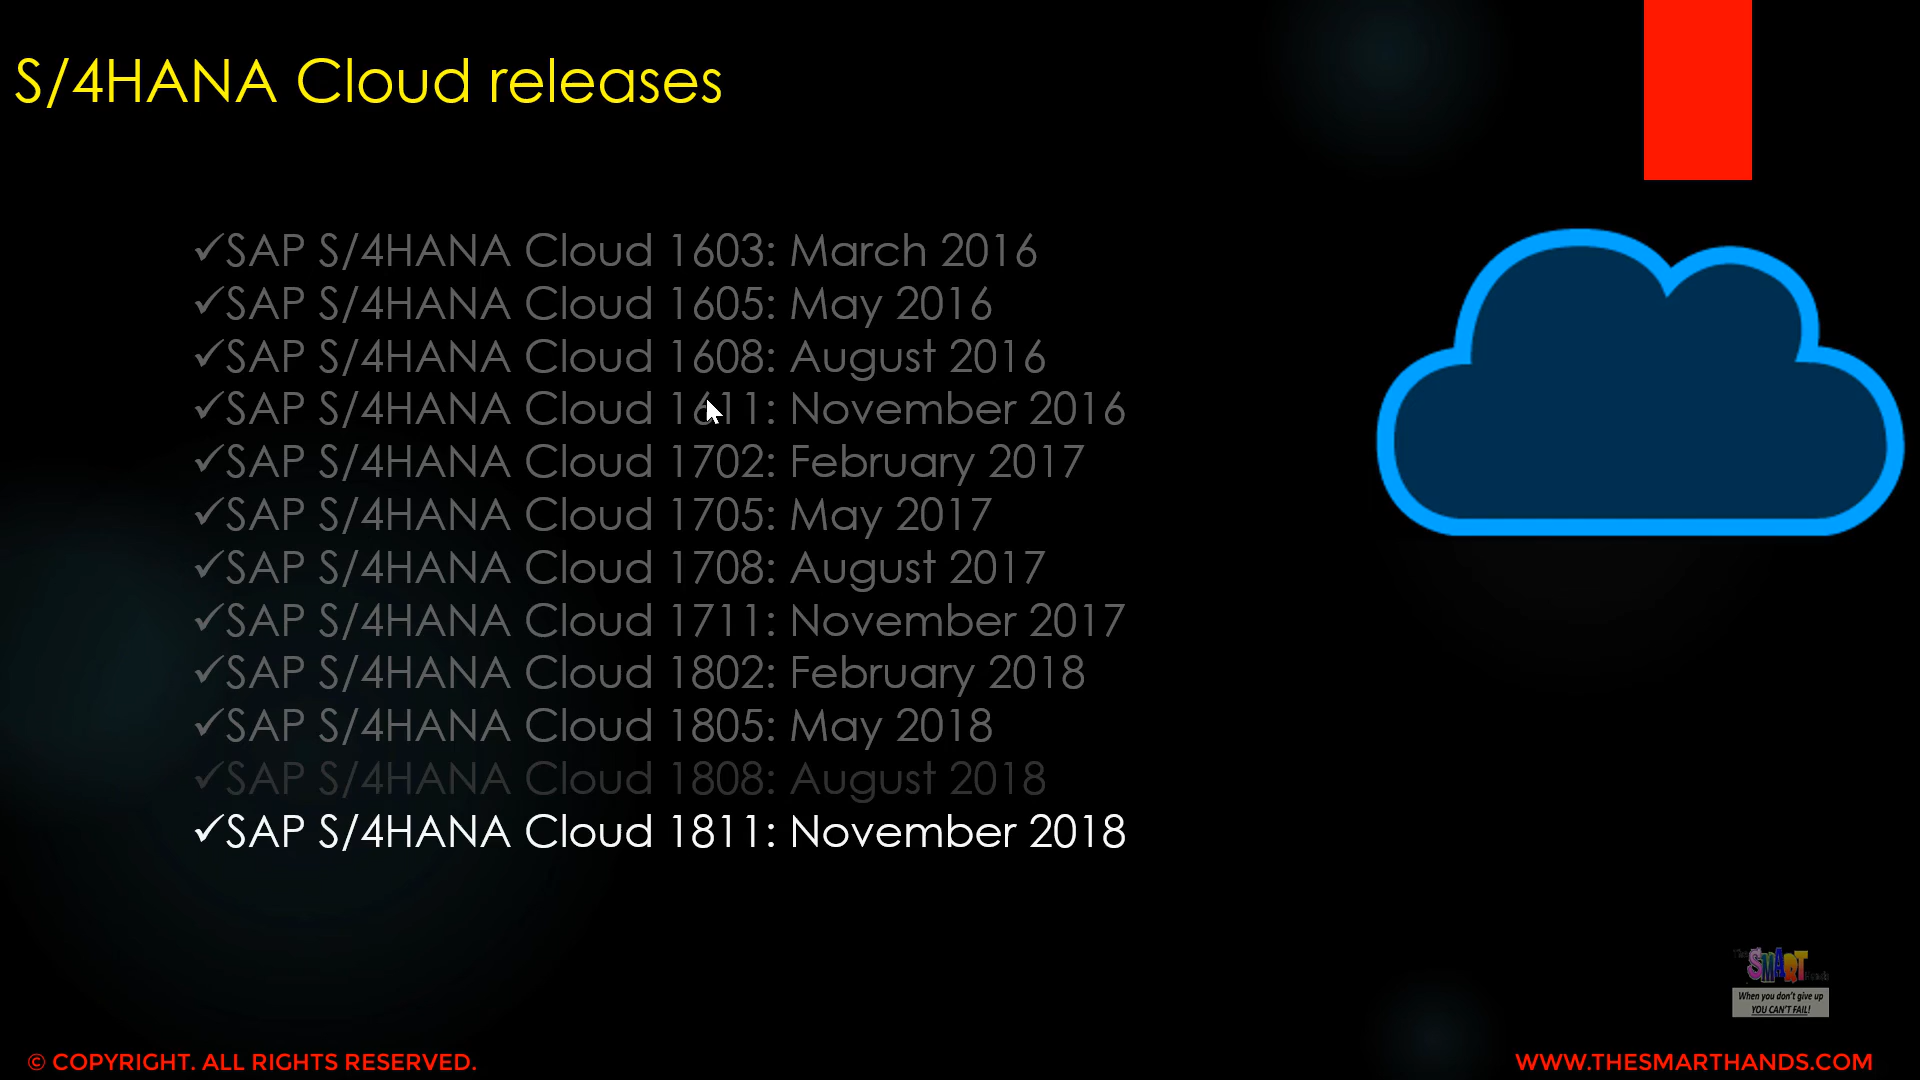 S/4HANA Cloud releases
✓SAP S/4HANA Cloud 1603: March 2016
✓SAP S/4HANA Cloud 1605: May 2016
✓SAP S/4HANA Cloud 1608: August 2016
✓SAP S/4HANA Cloud 1611: November 2016
✓SAP S/4HANA Cloud 1702: February 2017
✓SAP S/4HANA Cloud 1705: May 2017
✓SAP S/4HANA Cloud 1708: August 2017
✓SAP S/4HANA Cloud 1711: November 2017
✓SAP S/4HANA Cloud 1802: February 2018
✓SAP S/4HANA Cloud 1805: May 2018
✓SAP S/4HANA Cloud 1808: August 2018
✓SAP S/4HANA Cloud 1811: November 2018
SMART
When you don't give up
YOU CAN'T FAIL!
© COPYRIGHT. ALL RIGHTS RESERVED.
WWW.THESMARTHANDS.COM